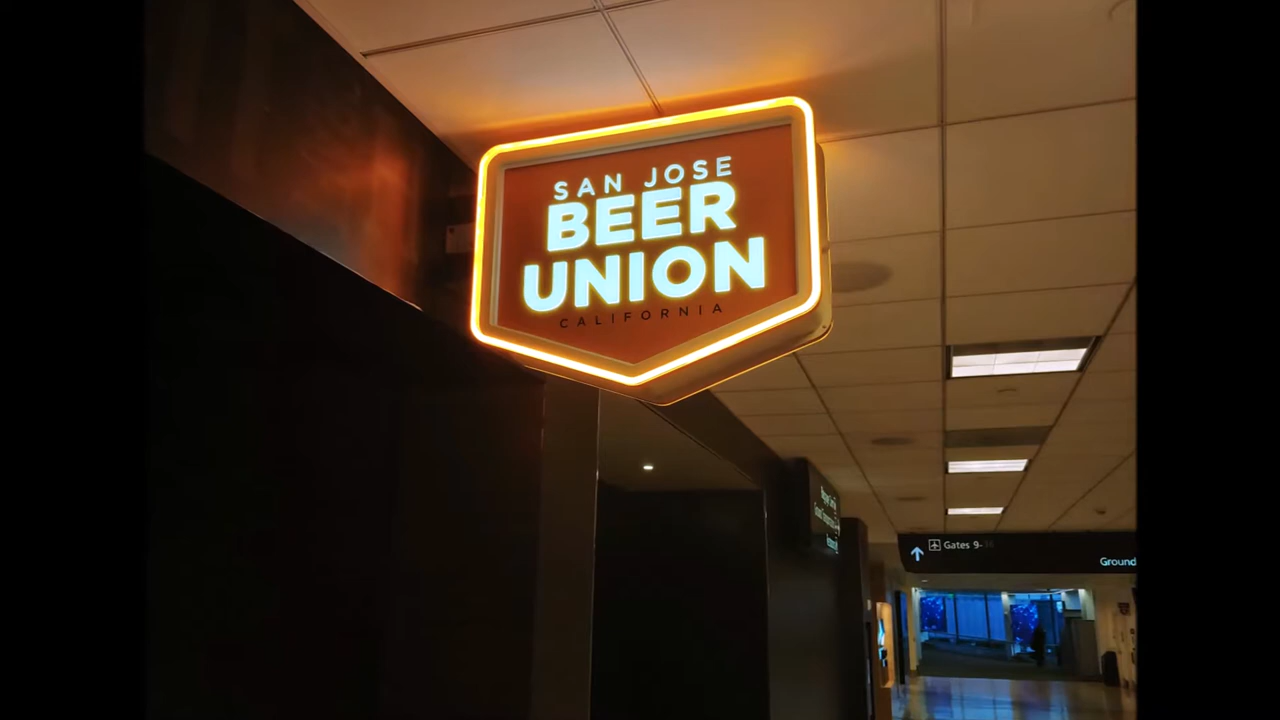 SAN JOSE
BEER
UNION
CALIFORNIA
Gates 9-
Ground